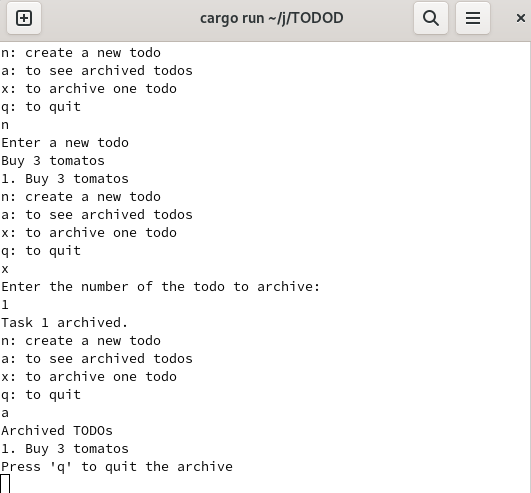 cargo run ~/j/TODOD
n: create a new todo
a: to see archived todos
x: to archive one todo
q: to quit
n
Enter a new todo
Buy 3 tomatos
1. Buy 3 tomatos
n: create a new todo
a: to see archived todos
x: to archive one todo
q: to quit
x
Enter the number of the todo to archive:
1
Task 1 archived.
n: create a new todo
a: to see archived todos
x: to archive one todo
q: to quit
a
Archived TODOs
1. Buy 3 tomatos
Press 'q' to quit the archive